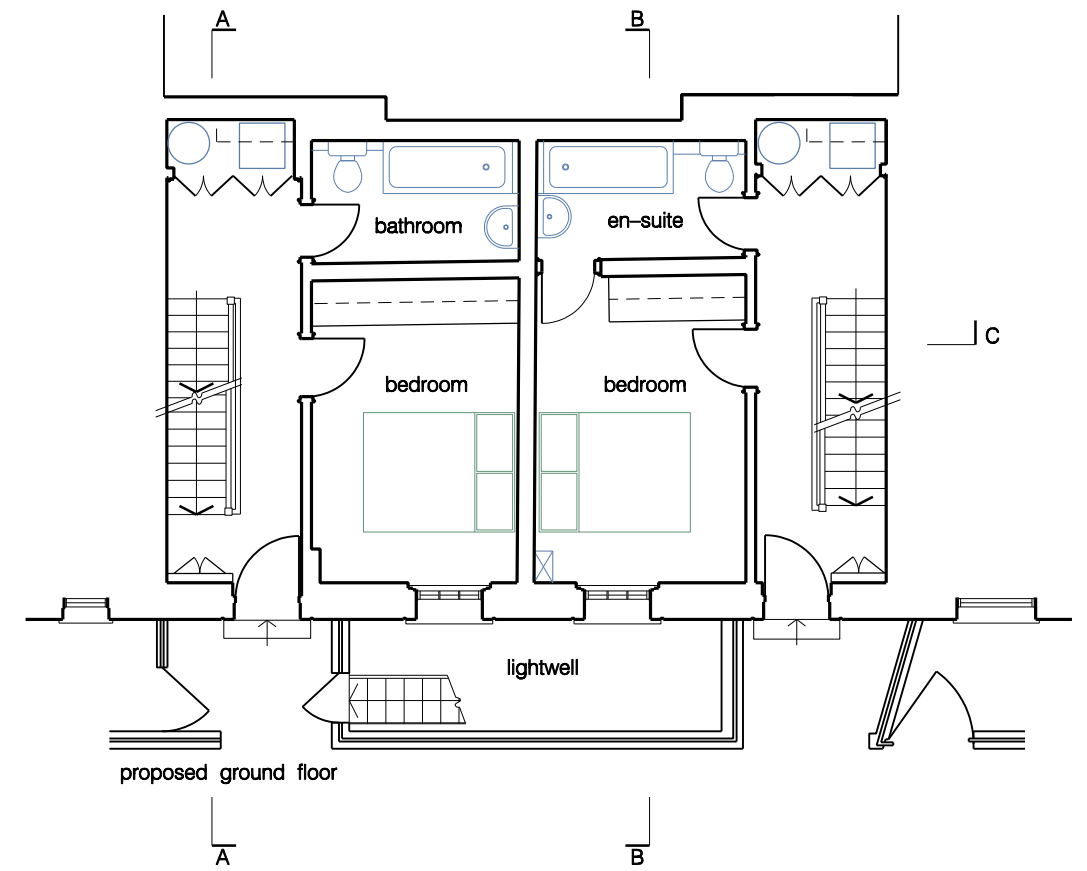 A
B
bathroom
en-suite
C
bedroom
bedroom
lightwell
proposed ground floor
A
B